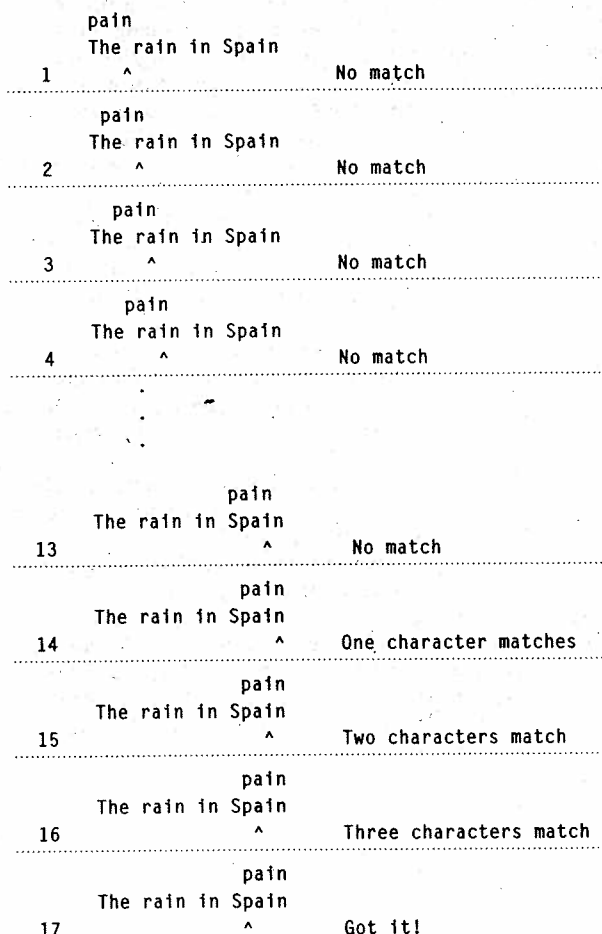 pain
The rain in Spain
1 ^ No match
pain
The rain in Spain
2 ^ No match
pain
The rain in Spain
3 ^ No match
pain
The rain in Spain
4 ^ No match
.
.
.
pain
The rain in Spain
13 ^ No match
pain
The rain in Spain
14 ^ One character matches
pain
The rain in Spain
15 ^ Two characters match
pain
The rain in Spain
16 ^ Three characters match
pain
The rain in Spain
17 ^ Got it!